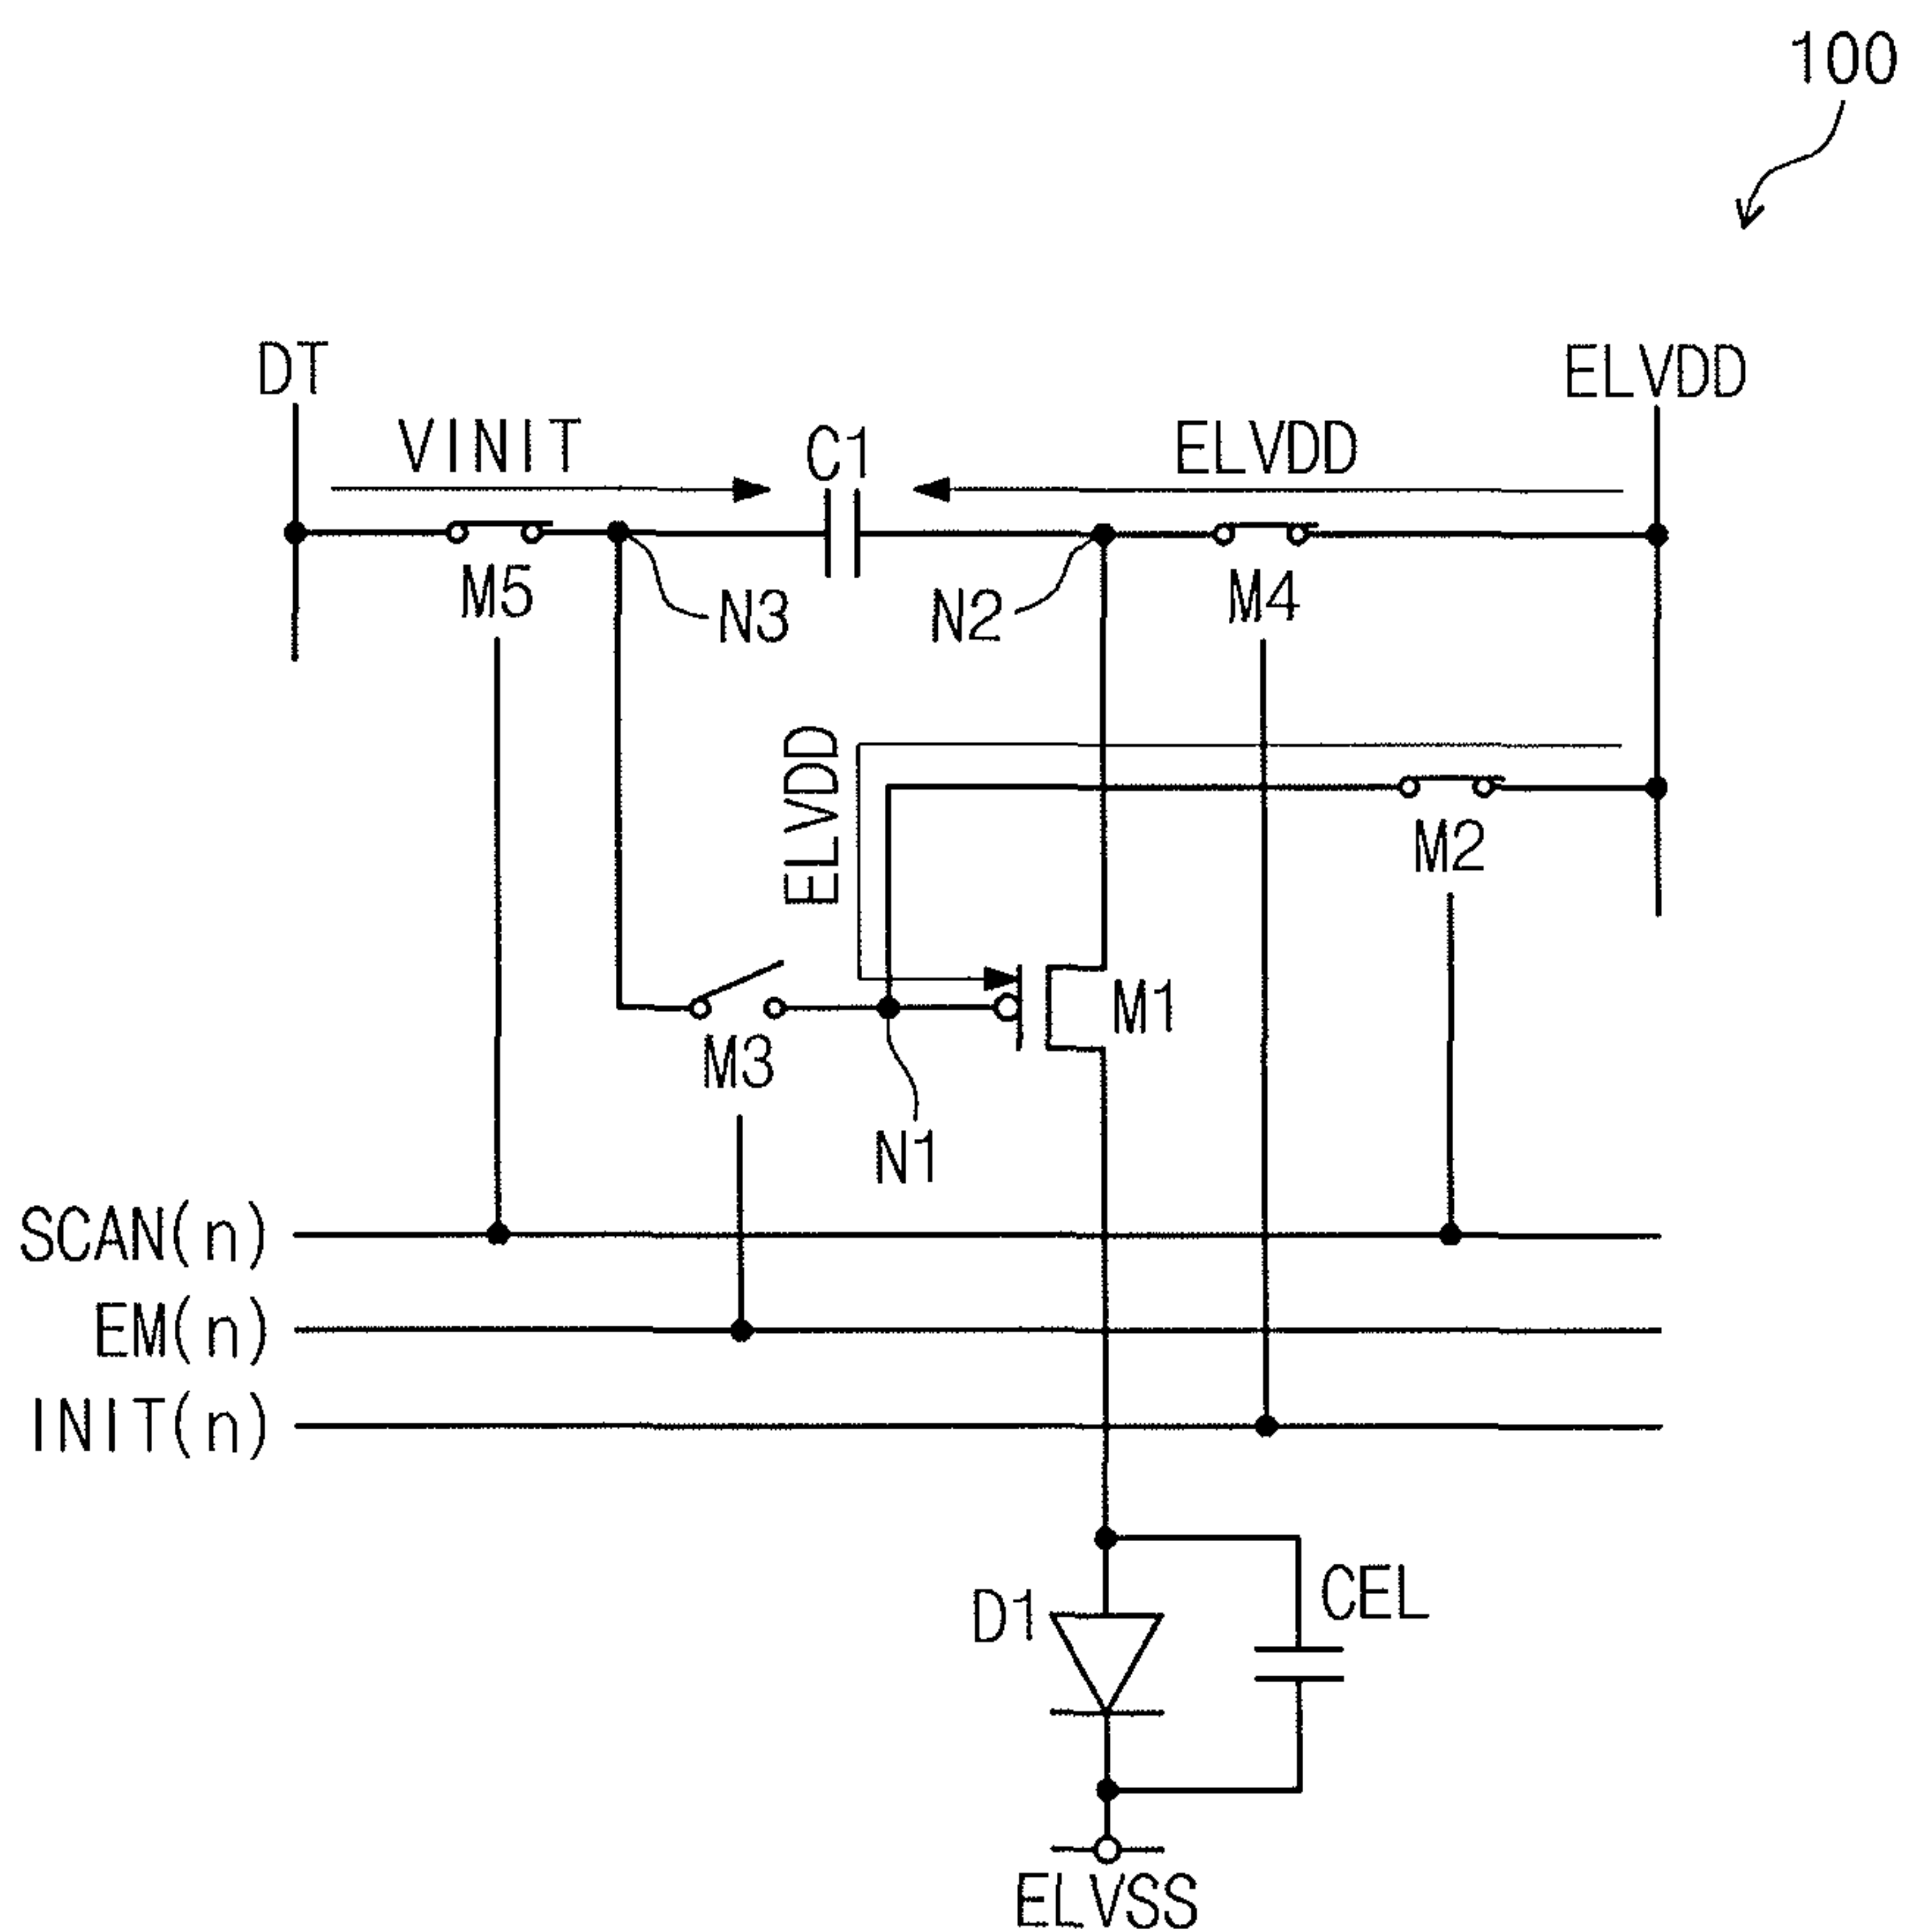 100
DT
ELVDD
VINIT
C1
ELVDD
M5
N3
N2
M4
ELVDD
M2
M1
M3
N1
SCAN(n)
EM(n)
INIT(n)
D1
CEL
ELVSS